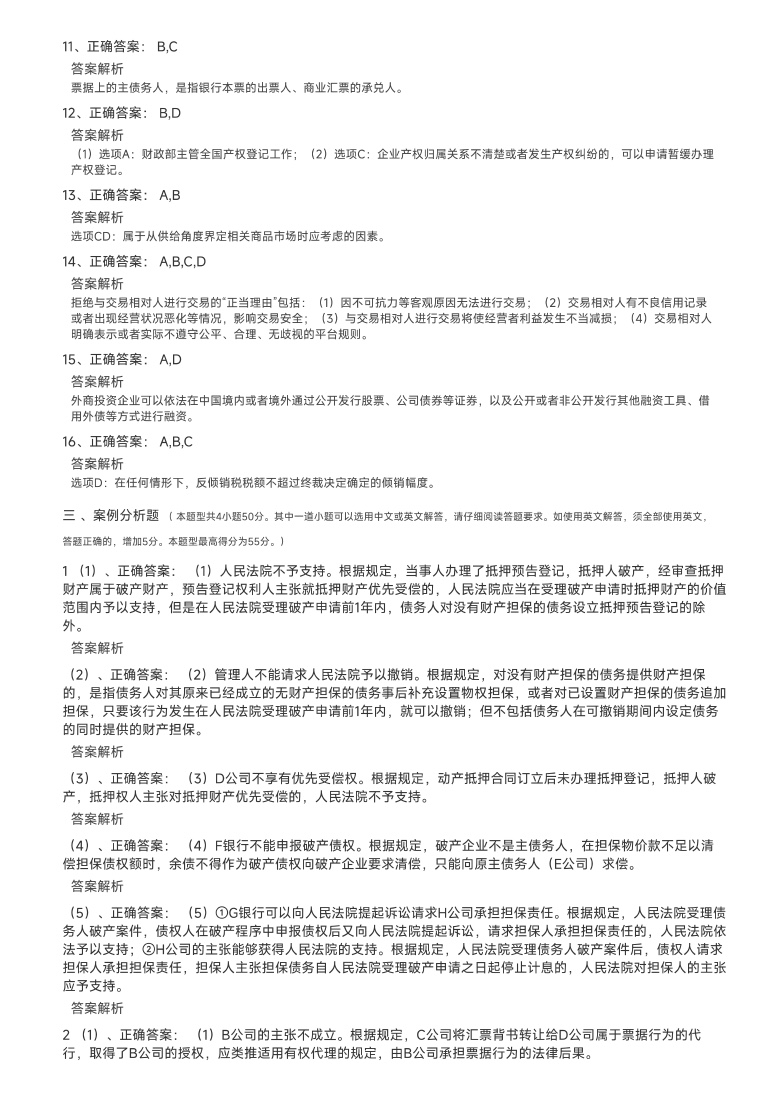 11、正确答案： B,C
答案解析
票据上的主债务人，是指银行本票的出票人、商业汇票的承兑人。
12、正确答案： B,D
答案解析
（1）选项A：财政部主管全国产权登记工作；（2）选项C：企业产权归属关系不清楚或者发生产权纠纷的，可以申请暂缓办理
产权登记。
13、正确答案： A,B
答案解析
选项CD：属于从供给角度界定相关商品市场时应考虑的因素。
14、正确答案： A,B,C,D
答案解析
拒绝与交易相对人进行交易的“正当理由”包括：（1）因不可抗力等客观原因无法进行交易；（2）交易相对人有不良信用记录
或者出现经营状况恶化等情况，影响交易安全；（3）与交易相对人进行交易将使经营者利益发生不当减损；（4）交易相对人
明确表示或者实际不遵守公平、合理、无歧视的平台规则。
15、正确答案： A,D
答案解析
外商投资企业可以依法在中国境内或者境外通过公开发行股票、公司债券等证券，以及公开或者非公开发行其他融资工具、借
用外债等方式进行融资。
16、正确答案： A,B,C
答案解析
选项D：在任何情形下，反倾销税税额不超过终裁决定确定的倾销幅度。
三 、案例分析题 （ 本题型共4小题50分。其中一道小题可以选用中文或英文解答，请仔细阅读答题要求。如使用英文解答，须全部使用英文，
答题正确的，增加5分。本题型最高得分为55分。）
1 （1）、正确答案： （1）人民法院不予支持。根据规定，当事人办理了抵押预告登记，抵押人破产，经审查抵押
财产属于破产财产，预告登记权利人主张就抵押财产优先受偿的，人民法院应当在受理破产申请时抵押财产的价值
范围内予以支持，但是在人民法院受理破产申请前1年内，债务人对没有财产担保的债务设立抵押预告登记的除
外。
答案解析
（2）、正确答案： （2）管理人不能请求人民法院予以撤销。根据规定，对没有财产担保的债务提供财产担保
的，是指债务人对其原来已经成立的无财产担保的债务事后补充设置物权担保，或者对已设置财产担保的债务追加
担保，只要该行为发生在人民法院受理破产申请前1年内，就可以撤销；但不包括债务人在可撤销期间内设定债务
的同时提供的财产担保。
答案解析
（3）、正确答案： （3）D公司不享有优先受偿权。根据规定，动产抵押合同订立后未办理抵押登记，抵押人破
产，抵押权人主张对抵押财产优先受偿的，人民法院不予支持。
答案解析
（4）、正确答案： （4）F银行不能申报破产债权。根据规定，破产企业不是主债务人，在担保物价款不足以清
偿担保债权额时，余债不得作为破产债权向破产企业要求清偿，只能向原主债务人（E公司）求偿。
答案解析
（5）、正确答案： （5）①G银行可以向人民法院提起诉讼请求H公司承担担保责任。根据规定，人民法院受理债
务人破产案件，债权人在破产程序中申报债权后又向人民法院提起诉讼，请求担保人承担担保责任的，人民法院依
法予以支持；②H公司的主张能够获得人民法院的支持。根据规定，人民法院受理债务人破产案件后，债权人请求
担保人承担担保责任，担保人主张担保债务自人民法院受理破产申请之日起停止计息的，人民法院对担保人的主张
应予支持。
答案解析
2 （1）、正确答案： （1）B公司的主张不成立。根据规定，C公司将汇票背书转让给D公司属于票据行为的代
行，取得了B公司的授权，应类推适用有权代理的规定，由B公司承担票据行为的法律后果。